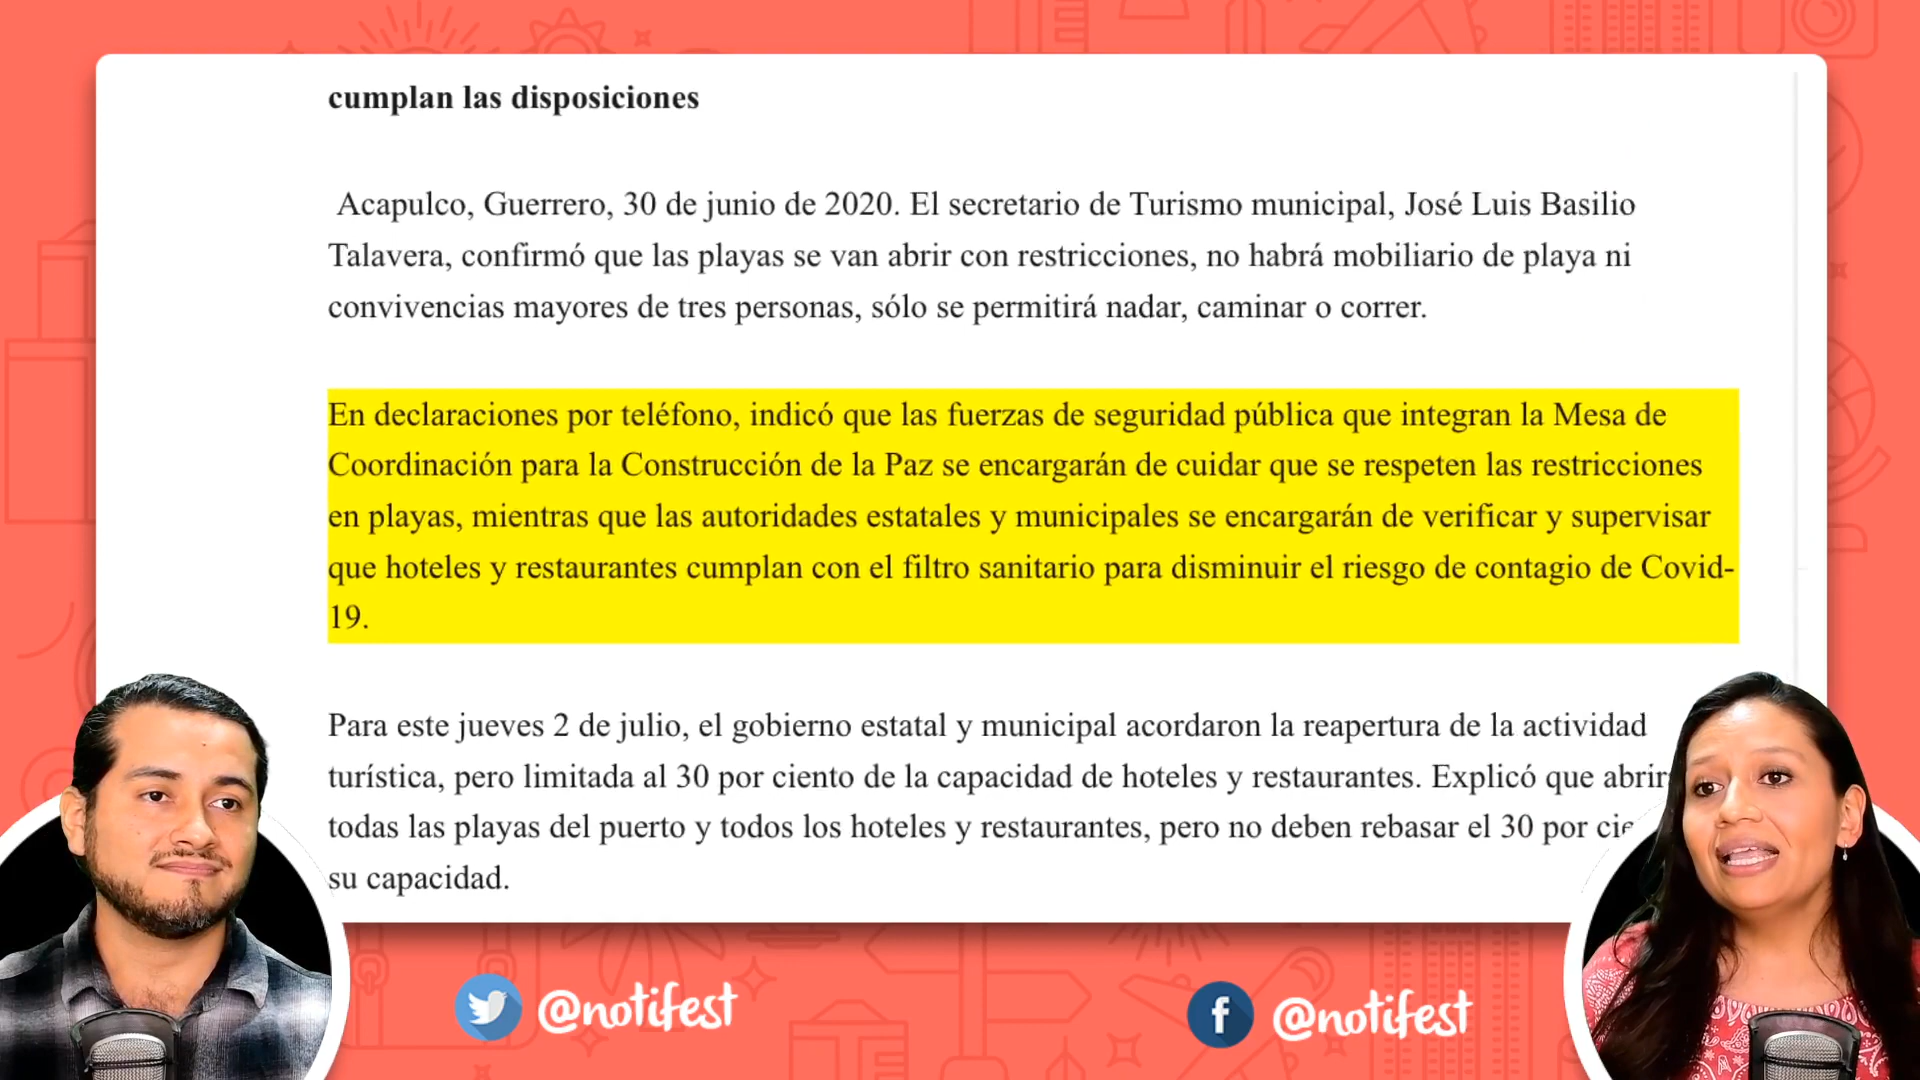 cumplan las disposiciones
Acapulco, Guerrero, 30 de junio de 2020. El secretario de Turismo municipal, José Luis Basilio
Talavera, confirmó que las playas se van abrir con restricciones, no habrá mobiliario de playa ni
convivencias mayores de tres personas, sólo se permitirá nadar, caminar o correr.
En declaraciones por teléfono, indicó que las fuerzas de seguridad pública que integran la Mesa de
Coordinación para la Construcción de la Paz se encargarán de cuidar que se respeten las restricciones
en playas, mientras que las autoridades estatales y municipales se encargarán de verificar y supervisar
que hoteles y restaurantes cumplan con el filtro sanitario para disminuir el riesgo de contagio de Covid-
19.
Para este jueves 2 de julio, el gobierno estatal y municipal acordaron la reapertura de la actividad
turística, pero limitada al 30 por ciento de la capacidad de hoteles y restaurantes. Explicó que
todas las playas del puerto y todos los hoteles y restaurantes, pero no deben rebasar el 30 por
su capacidad.
@notifest
f @notifest